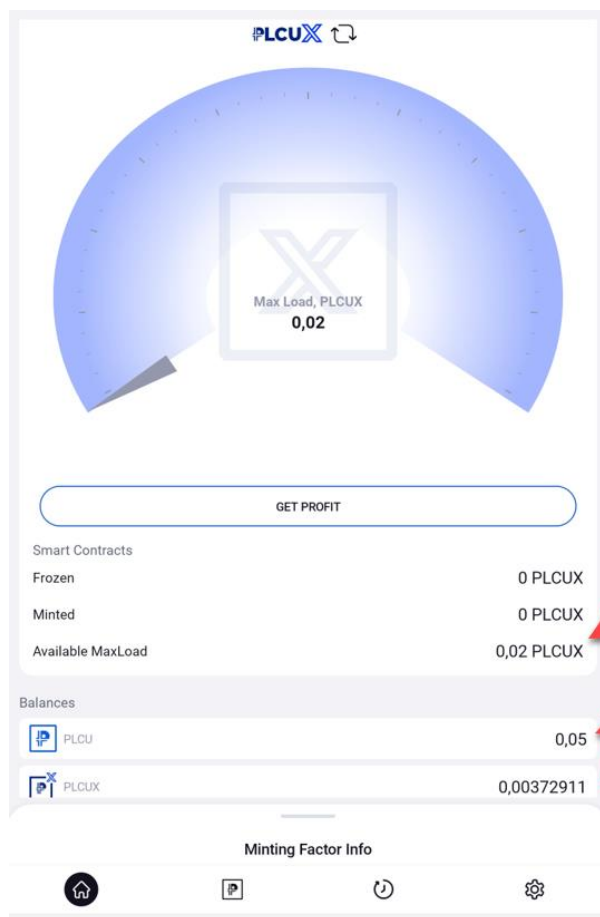 PLCUX
Max Load, PLCUX
0,02
GET PROFIT
Smart Contracts
Frozen 0 PLCUX
Minted 0 PLCUX
Available MaxLoad 0,02 PLCUX
Balances
PLCU 0,05
PLCUX 0,00372911
Minting Factor Info